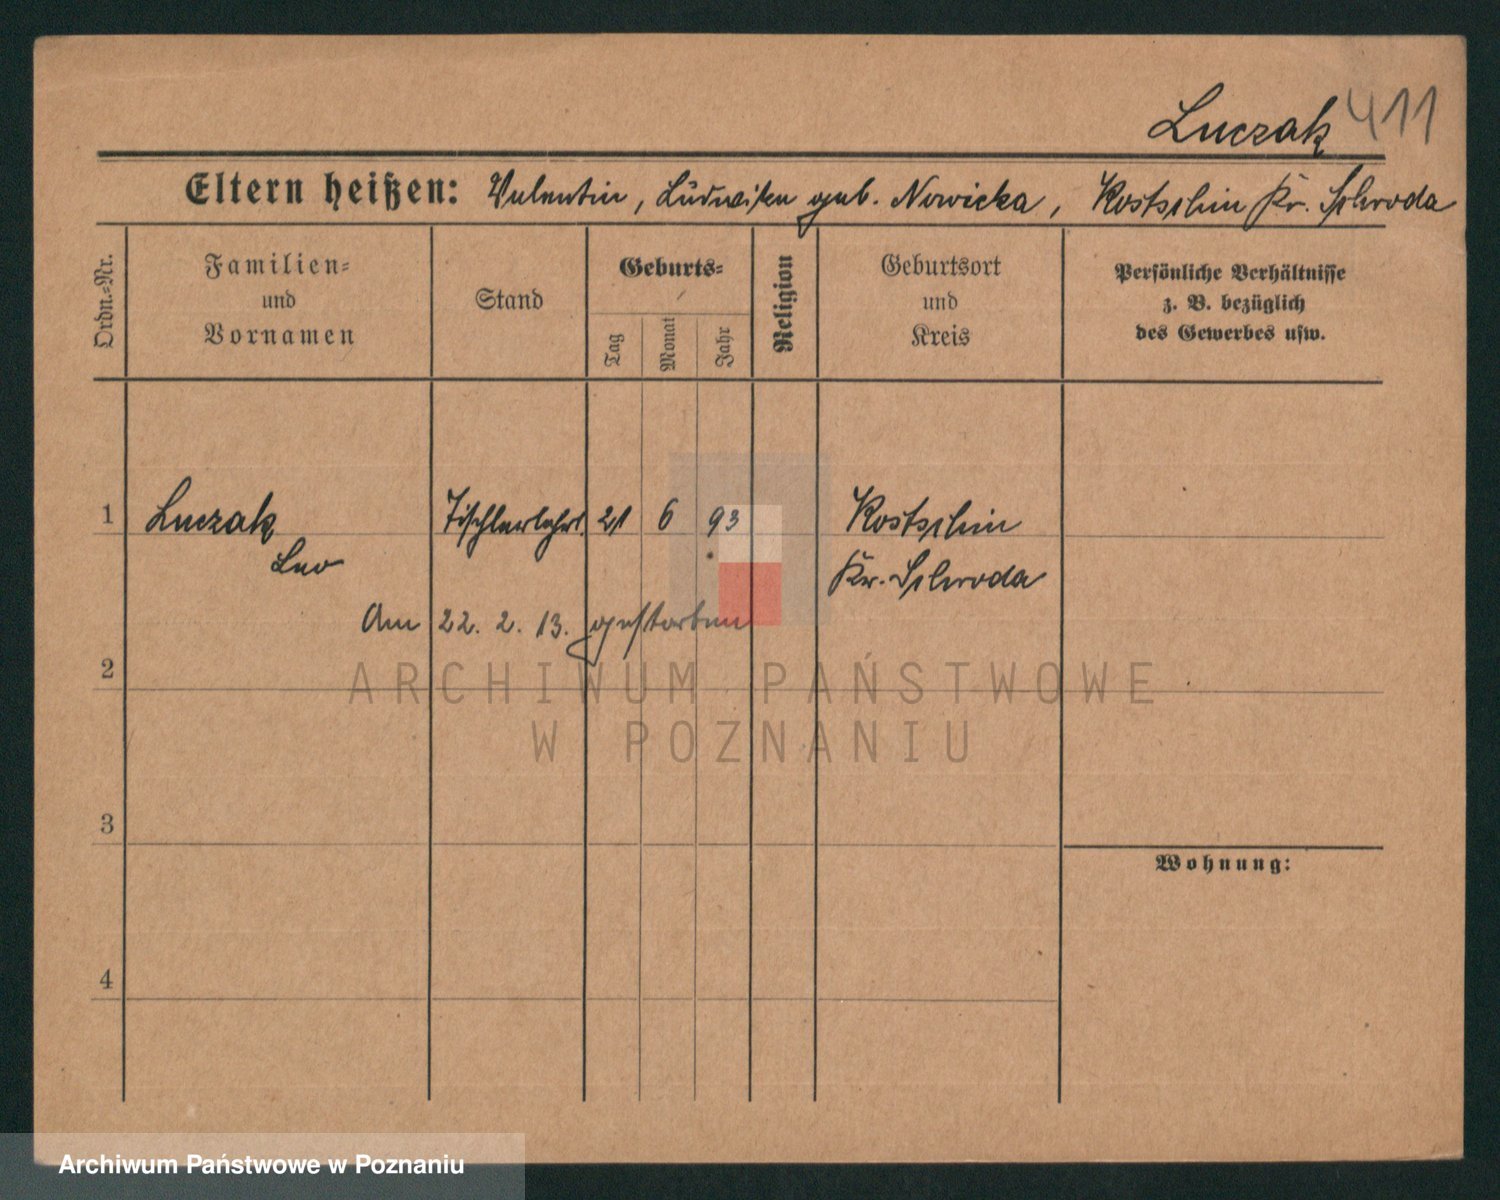 Luczak 411
Eltern heißen: Valentin, Ludwika geb. Nowicka, Kostschin Kr. Schroda
Ordn.-Nr.
Familien-
und
Vornamen
Stand
Geburts-
Tag
Monat
Jahr
Religion
Geburtsort
und
Kreis
Persönliche Verhältnisse
z. B. bezüglich
des Gewerbes usw.
1 Luczak Tischlerlehrl. 21 6 93 Kostschin
Leo Kr. Schroda
Am 22. 2. 13. gestorben
2
ARCHIWUM PAŃSTWOWE
W POZNANIU
3
Wohnung:
4
Archiwum Państwowe w Poznaniu